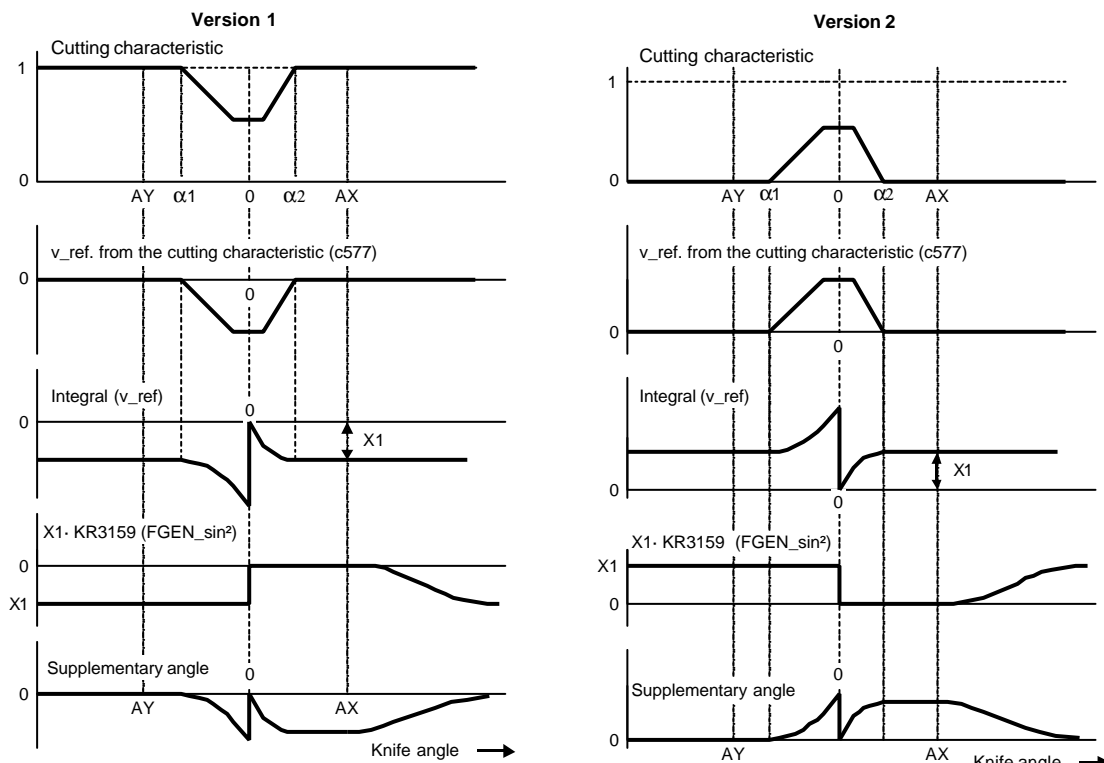 Version 1
Cutting characteristic
1
0
AY α1 0 α2 AX
v_ref. from the cutting characteristic (c577)
0
0
Integral (v_ref)
0
0
X1
X1· KR3159 (FGEN_sin²)
0
X1
Supplementary angle
0
0
AY AX
Knife angle
Version 2
Cutting characteristic
1
0
AY α1 0 α2 AX
v_ref. from the cutting characteristic (c577)
0
0
Integral (v_ref)
X1
0
0
X1· KR3159 (FGEN_sin²)
X1
0
0
Supplementary angle
0
AY AX
Knife angle